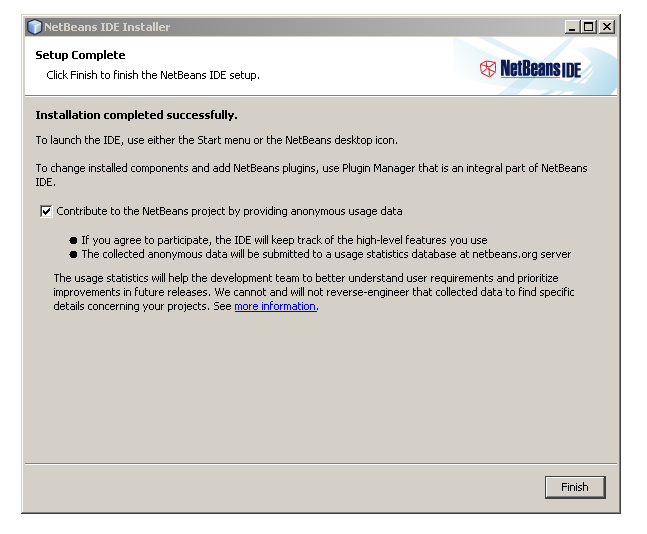 NetBeans IDE Installer
Setup Complete
Click Finish to finish the NetBeans IDE setup.
NetBeans IDE
Installation completed successfully.
To launch the IDE, use either the Start menu or the NetBeans desktop icon.
To change installed components and add NetBeans plugins, use Plugin Manager that is an integral part of NetBeans
IDE.
Contribute to the NetBeans project by providing anonymous usage data
● If you agree to participate, the IDE will keep track of the high-level features you use
● The collected anonymous data will be submitted to a usage statistics database at netbeans.org server
The usage statistics will help the development team to better understand user requirements and prioritize
improvements in future releases. We cannot and will not reverse-engineer that collected data to find specific
details concerning your projects. See more information.
Finish